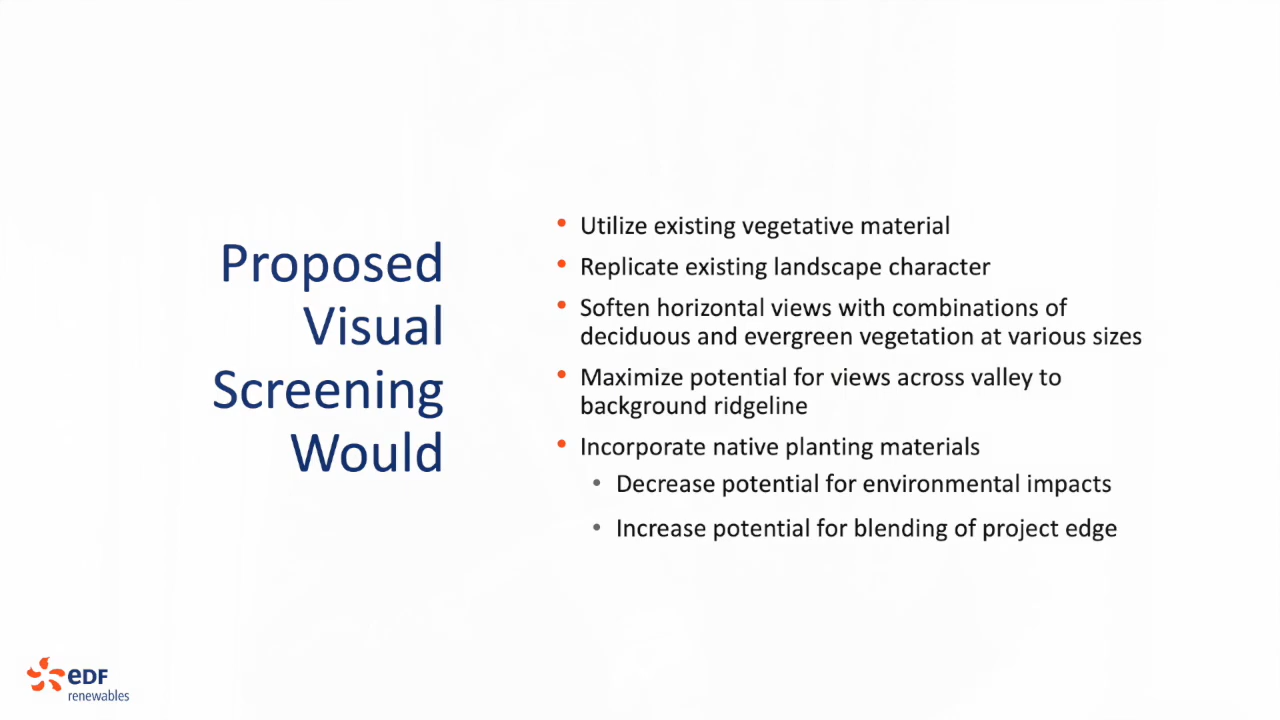 Proposed
Visual
Screening
Would
• Utilize existing vegetative material
• Replicate existing landscape character
• Soften horizontal views with combinations of
deciduous and evergreen vegetation at various sizes
• Maximize potential for views across valley to
background ridgeline
• Incorporate native planting materials
• Decrease potential for environmental impacts
• Increase potential for blending of project edge
eDF
renewables